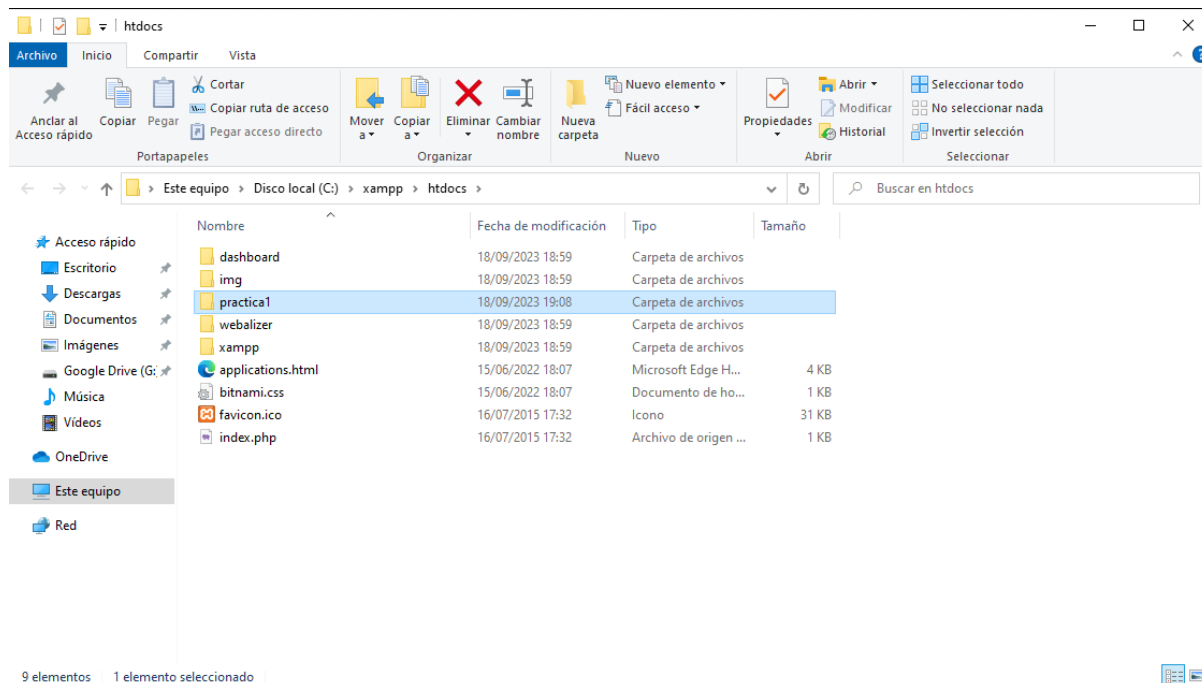 htdocs
Archivo Inicio Compartir Vista
Anclar al Acceso rápido
Copiar
Pegar
Cortar
Copiar ruta de acceso
Pegar acceso directo
Portapapeles
Mover a
Copiar a
Eliminar
Cambiar nombre
Organizar
Nueva carpeta
Nuevo elemento
Fácil acceso
Nuevo
Propiedades
Abrir
Modificar
Historial
Abrir
Seleccionar todo
No seleccionar nada
Invertir selección
Seleccionar
Este equipo > Disco local (C:) > xampp > htdocs >
Buscar en htdocs
Acceso rápido
Escritorio
Descargas
Documentos
Imágenes
Google Drive (G:
Música
Vídeos
OneDrive
Este equipo
Red
Nombre Fecha de modificación Tipo Tamaño
dashboard 18/09/2023 18:59 Carpeta de archivos
img 18/09/2023 18:59 Carpeta de archivos
practica1 18/09/2023 19:08 Carpeta de archivos
webalizer 18/09/2023 18:59 Carpeta de archivos
xampp 18/09/2023 18:59 Carpeta de archivos
applications.html 15/06/2022 18:07 Microsoft Edge H... 4 KB
bitnami.css 15/06/2022 18:07 Documento de ho... 1 KB
favicon.ico 16/07/2015 17:32 Icono 31 KB
index.php 16/07/2015 17:32 Archivo de origen ... 1 KB
9 elementos 1 elemento seleccionado